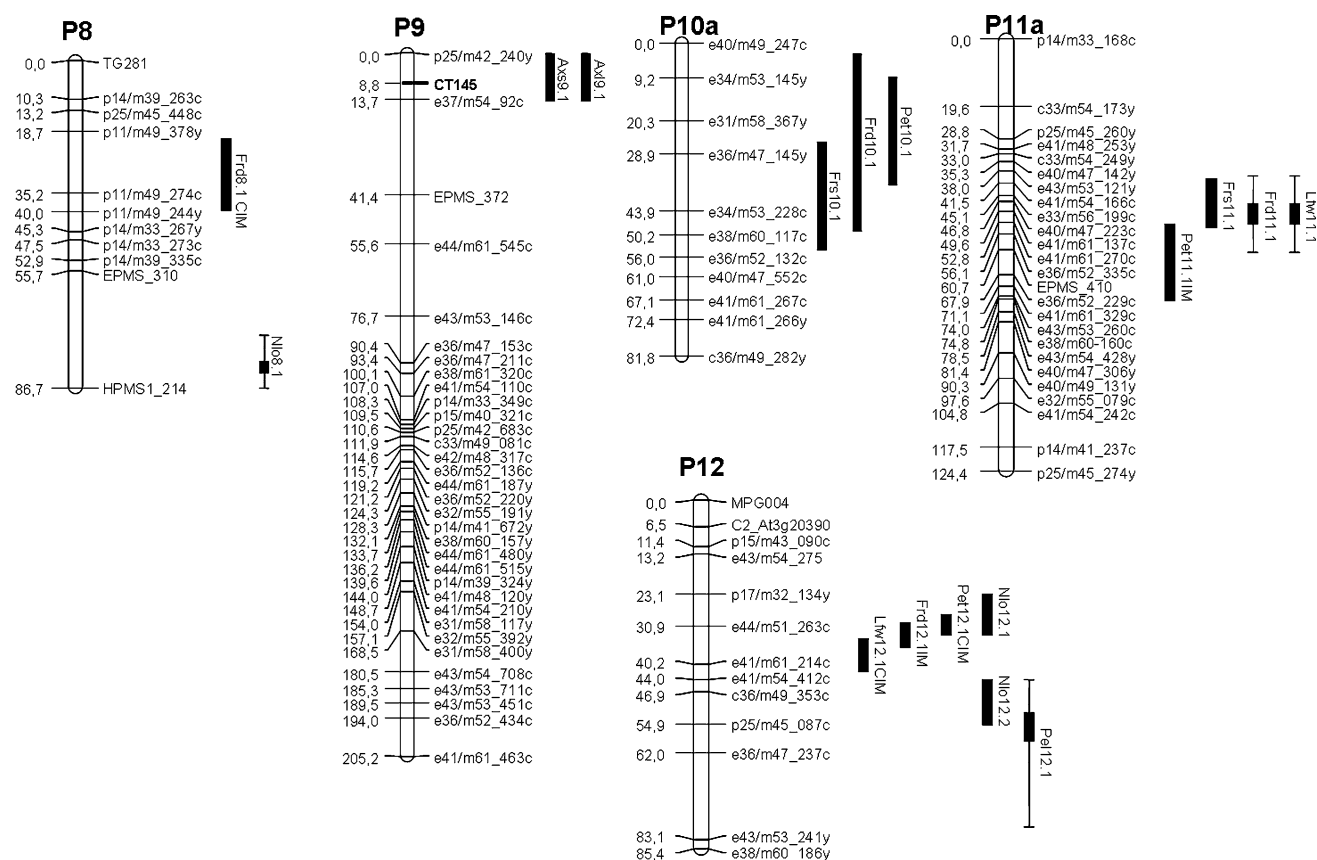 P8
0,0 TG281
10,3 p14/m39_263c
13,2 p25/m45_448c
18,7 p11/m49_378y
35,2 p11/m49_274c
40,0 p11/m49_244y
45,3 p14/m33_267y
47,5 p14/m33_273c
52,9 p14/m39_335c
55,7 EPMS_310
86,7 HPMS1_214
Frd8.1 CIM
Nlo8.1
P9
0,0 p25/m42_240y
8,8 CT145
13,7 e37/m54_92c
41,4 EPMS_372
55,6 e44/m61_545c
76,7 e43/m53_146c
90,4 e36/m47_153c
93,4 e36/m47_211c
100,1 e38/m61_320c
107,0 e41/m54_110c
108,3 p14/m33_349c
109,5 p15/m40_321c
110,6 p25/m42_683c
111,9 c33/m49_081c
114,6 e42/m48_317c
115,7 e36/m52_136c
119,2 e44/m61_187y
121,2 e36/m52_220y
124,3 e32/m55_191y
128,3 p14/m41_672y
132,1 e38/m60_157y
133,7 e44/m61_480y
136,2 e44/m61_515y
139,6 p14/m39_324y
144,0 e41/m48_120y
148,7 e41/m54_210y
154,0 e31/m58_117y
157,1 e32/m55_392y
168,5 e31/m58_400y
180,5 e43/m54_708c
185,3 e43/m53_711c
189,5 e43/m53_451c
194,0 e36/m52_434c
205,2 e41/m61_463c
Axs9.1
Axl9.1
P10a
0,0 e40/m49_247c
9,2 e34/m53_145y
20,3 e31/m58_367y
28,9 e36/m47_145y
43,9 e34/m53_228c
50,2 e38/m60_117c
56,0 e36/m52_132c
61,0 e40/m47_552c
67,1 e41/m61_267c
72,4 e41/m61_266y
81,8 c36/m49_282y
Frs10.1
Frd10.1
Pet10.1
P11a
0,0 p14/m33_168c
19,6 c33/m54_173y
28,8 p25/m45_260y
31,7 e41/m48_253y
33,0 c33/m54_249y
35,3 e40/m47_142y
38,0 e43/m53_121y
41,5 e41/m54_166c
45,1 e33/m56_199c
46,8 e40/m47_223c
49,6 e41/m61_137c
52,8 e41/m61_270c
56,1 e36/m52_335c
60,7 EPMS_410
67,9 e36/m52_229c
71,1 e41/m61_329c
74,0 e43/m53_260c
74,8 e38/m60-160c
78,5 e43/m54_428y
81,4 e40/m47_306y
90,3 e40/m49_131y
97,6 e32/m55_079c
104,8 e41/m54_242c
117,5 p14/m41_237c
124,4 p25/m45_274y
Pet11.1IM
Frs11.1
Frd11.1
Lfw11.1
P12
0,0 MPG004
6,5 C2_At3g20390
11,4 p15/m43_090c
13,2 e43/m54_275
23,1 p17/m32_134y
30,9 e44/m51_263c
40,2 e41/m61_214c
44,0 e41/m54_412c
46,9 c36/m49_353c
54,9 p25/m45_087c
62,0 e36/m47_237c
83,1 e43/m53_241y
85,4 e38/m60_186y
Lfw12.1CIM
Frd12.1IM
Pet12.1CIM
Nlo12.1
Nlo12.2
Pel12.1